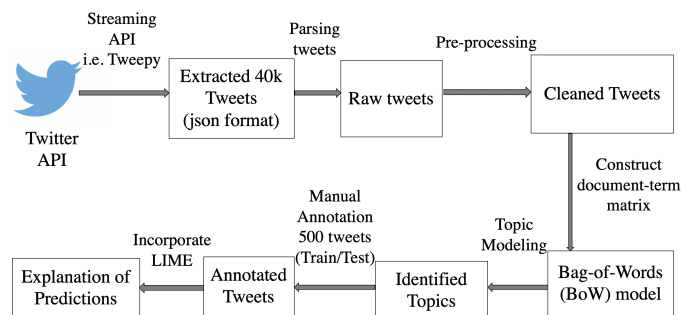 Streaming
API
i.e. Tweepy
Twitter
API
Extracted 40k
Tweets
(json format)
Parsing
tweets
Raw tweets
Pre-processing
Cleaned Tweets
Construct
document-term
matrix
Bag-of-Words
(BoW) model
Topic
Modeling
Identified
Topics
Manual
Annotation
500 tweets
(Train/Test)
Annotated
Tweets
Incorporate
LIME
Explanation of
Predictions